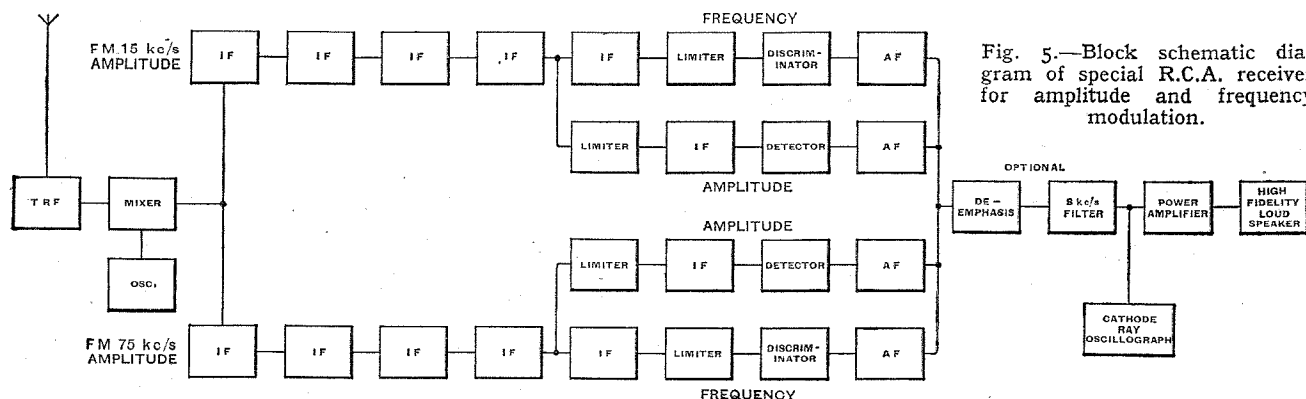 FREQUENCY
FM 15 kc/s
AMPLITUDE
IF
IF
IF
IF
IF
LIMITER
DISCRIM-
INATOR
AF
Fig. 5.—Block schematic dia-
gram of special R.C.A. receiver
for amplitude and frequency
modulation.
LIMITER
IF
DETECTOR
AF
AMPLITUDE
OPTIONAL
TRF
MIXER
DE-
EMPHASIS
8 kc/s
FILTER
POWER
AMPLIFIER
HIGH
FIDELITY
LOUD
SPEAKER
AMPLITUDE
OSC.
LIMITER
IF
DETECTOR
AF
FM 75 kc/s
AMPLITUDE
IF
IF
IF
IF
IF
LIMITER
DISCRIM-
INATOR
AF
CATHODE
RAY
OSCILLOGRAPH
FREQUENCY